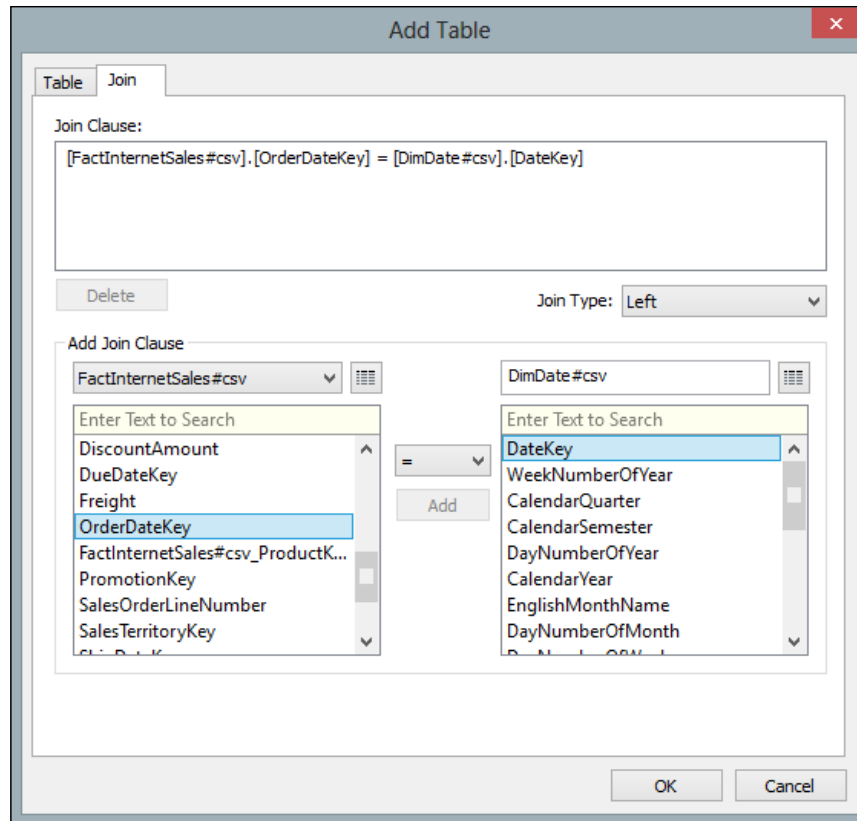 Add Table
Table Join
Join Clause:
[FactInternetSales#csv].[OrderDateKey] = [DimDate#csv].[DateKey]
Delete
Join Type: Left
Add Join Clause
FactInternetSales#csv
DimDate#csv
Enter Text to Search
DiscountAmount
DueDateKey
Freight
OrderDateKey
FactInternetSales#csv_ProductK...
PromotionKey
SalesOrderLineNumber
SalesTerritoryKey
=
Add
Enter Text to Search
DateKey
WeekNumberOfYear
CalendarQuarter
CalendarSemester
DayNumberOfYear
CalendarYear
EnglishMonthName
DayNumberOfMonth
OK
Cancel